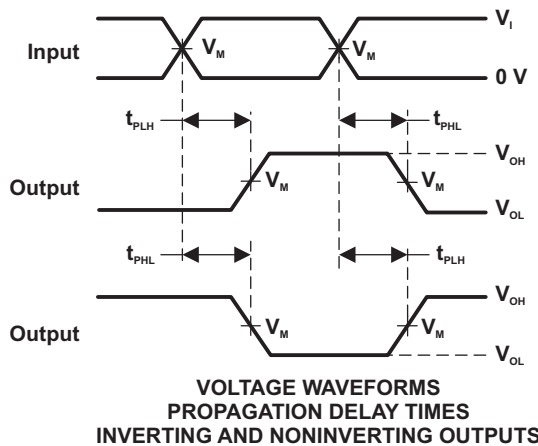 Input
V_M
V_M
V_I
0 V
t_PLH
t_PHL
Output
V_M
V_M
V_OH
V_OL
t_PHL
t_PLH
Output
V_M
V_M
V_OH
V_OL
VOLTAGE WAVEFORMS
PROPAGATION DELAY TIMES
INVERTING AND NONINVERTING OUTPUTS